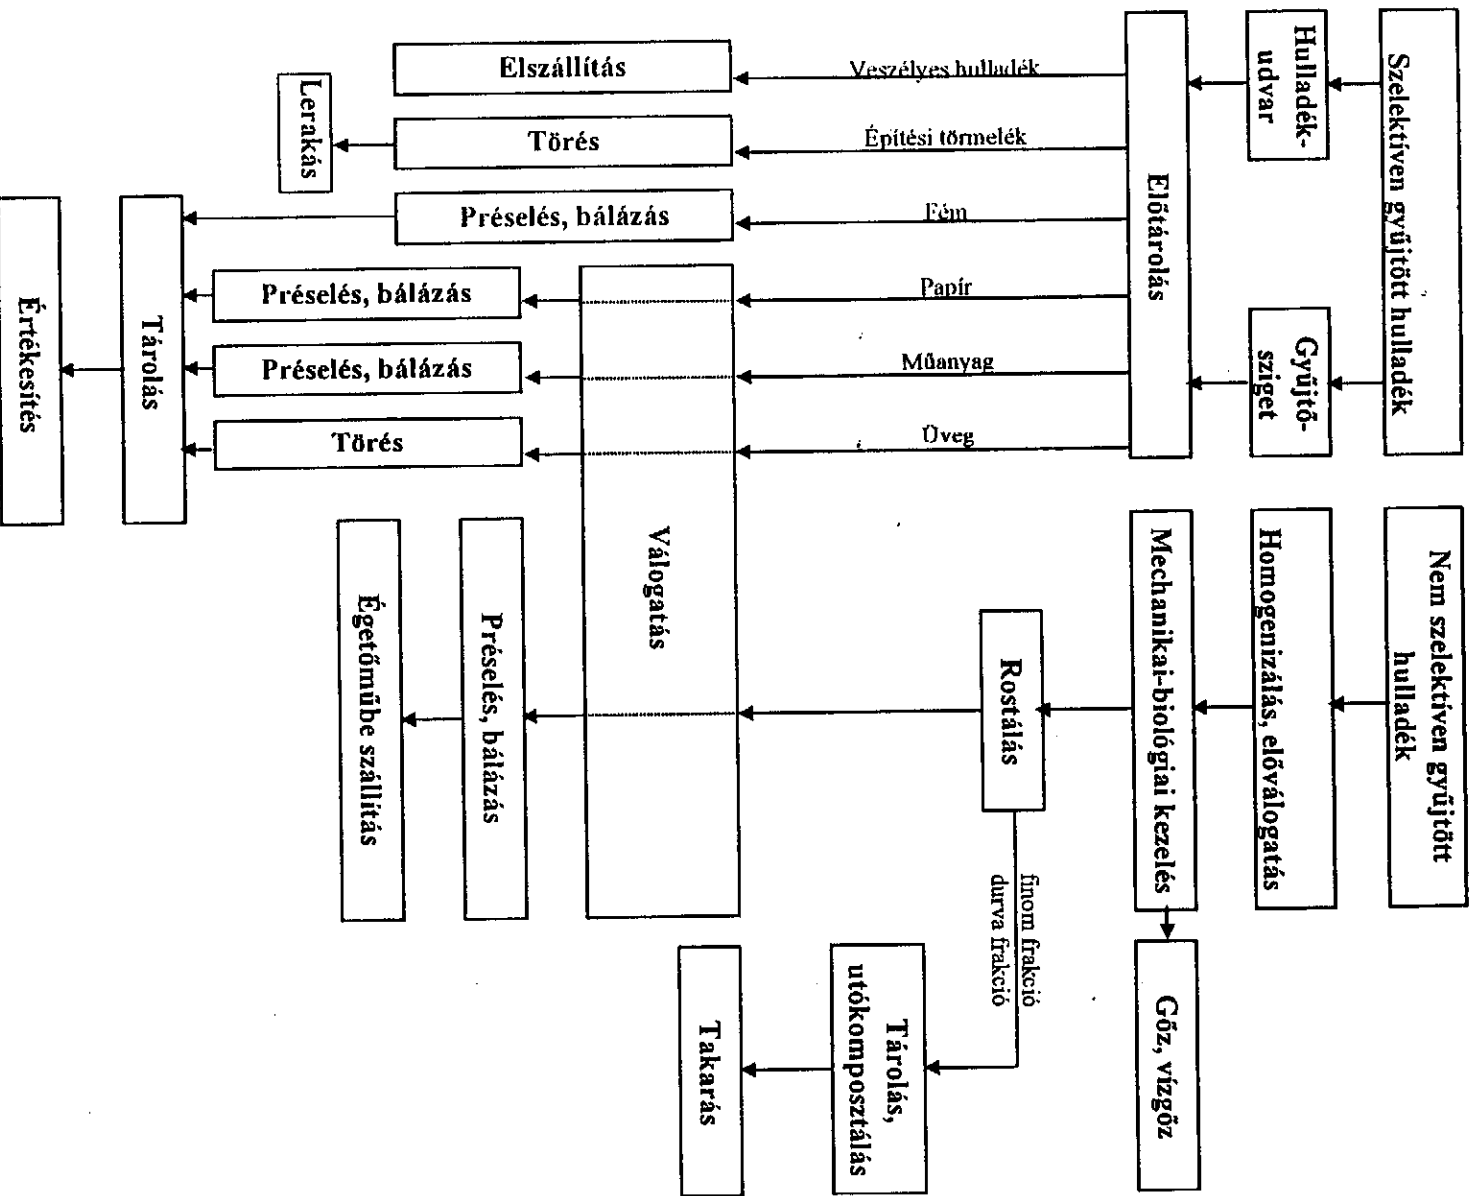 Szelektíven gyűjtött hulladék
Nem szelektíven gyűjtött
hulladék
Hulladék-
udvar
Gyűjtő-
sziget
Homogenizálás, előválogatás
Előtárolás
Mechanikai-biológiai kezelés
Gőz, vízgőz
Veszélyes hulladék
Építési törmelék
Fém
Papír
Műanyag
Üveg
Rostálás
finom frakció
durva frakció
Tárolás,
utókomposztálás
Takarás
Elszállítás
Törés
Préselés, bálázás
Válogatás
Lerakás
Préselés, bálázás
Préselés, bálázás
Törés
Préselés, bálázás
Égetőműbe szállítás
Tárolás
Értékesítés